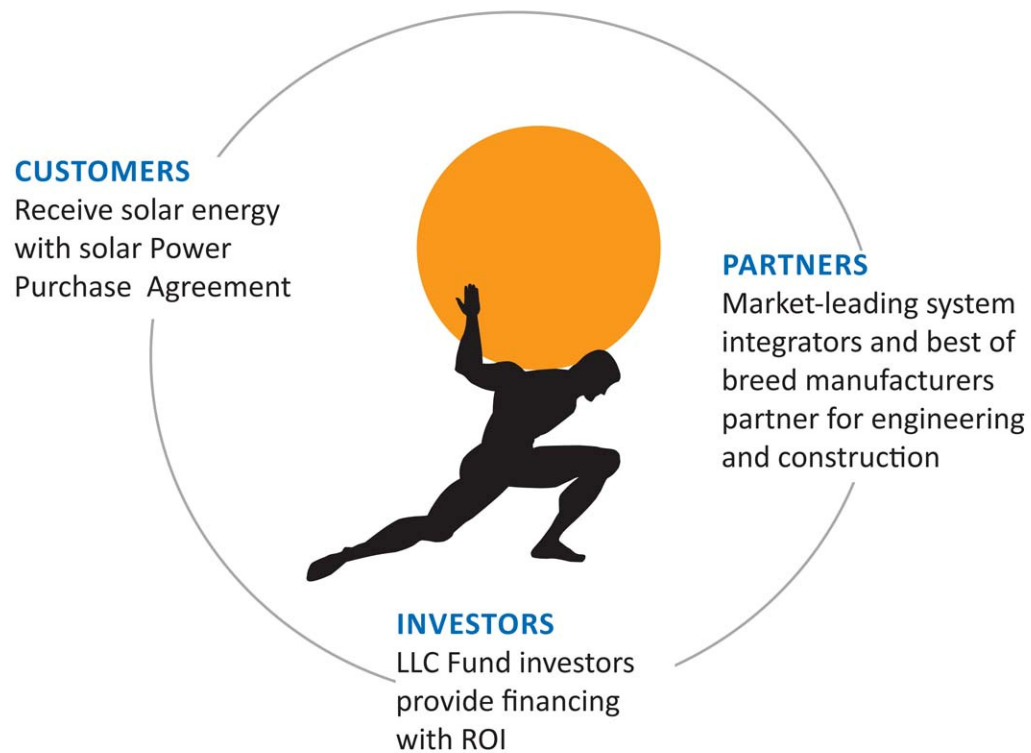 CUSTOMERS
Receive solar energy
with solar Power
Purchase Agreement
PARTNERS
Market-leading system
integrators and best of
breed manufacturers
partner for engineering
and construction
INVESTORS
LLC Fund investors
provide financing
with ROI